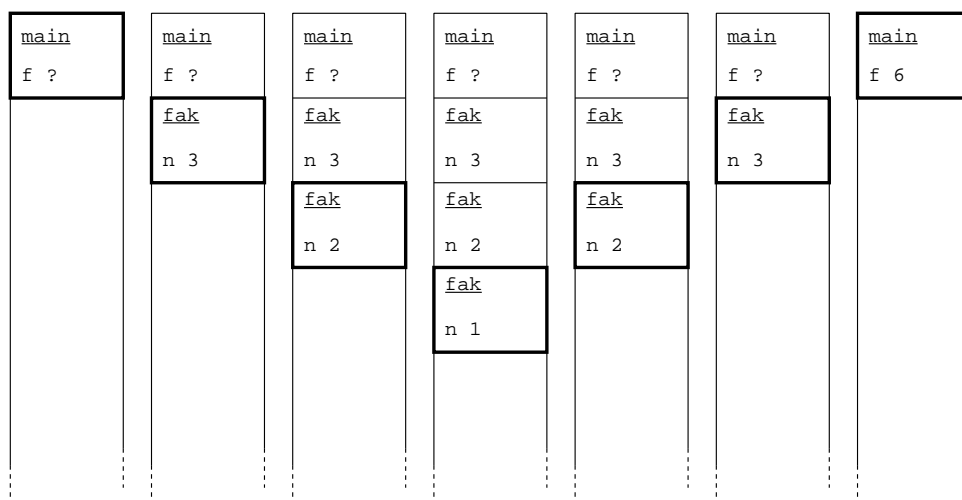 main main main main main main main
f ? f ? f ? f ? f ? f ? f 6
fak fak fak fak fak
n 3 n 3 n 3 n 3 n 3
fak fak fak
n 2 n 2 n 2
fak
n 1